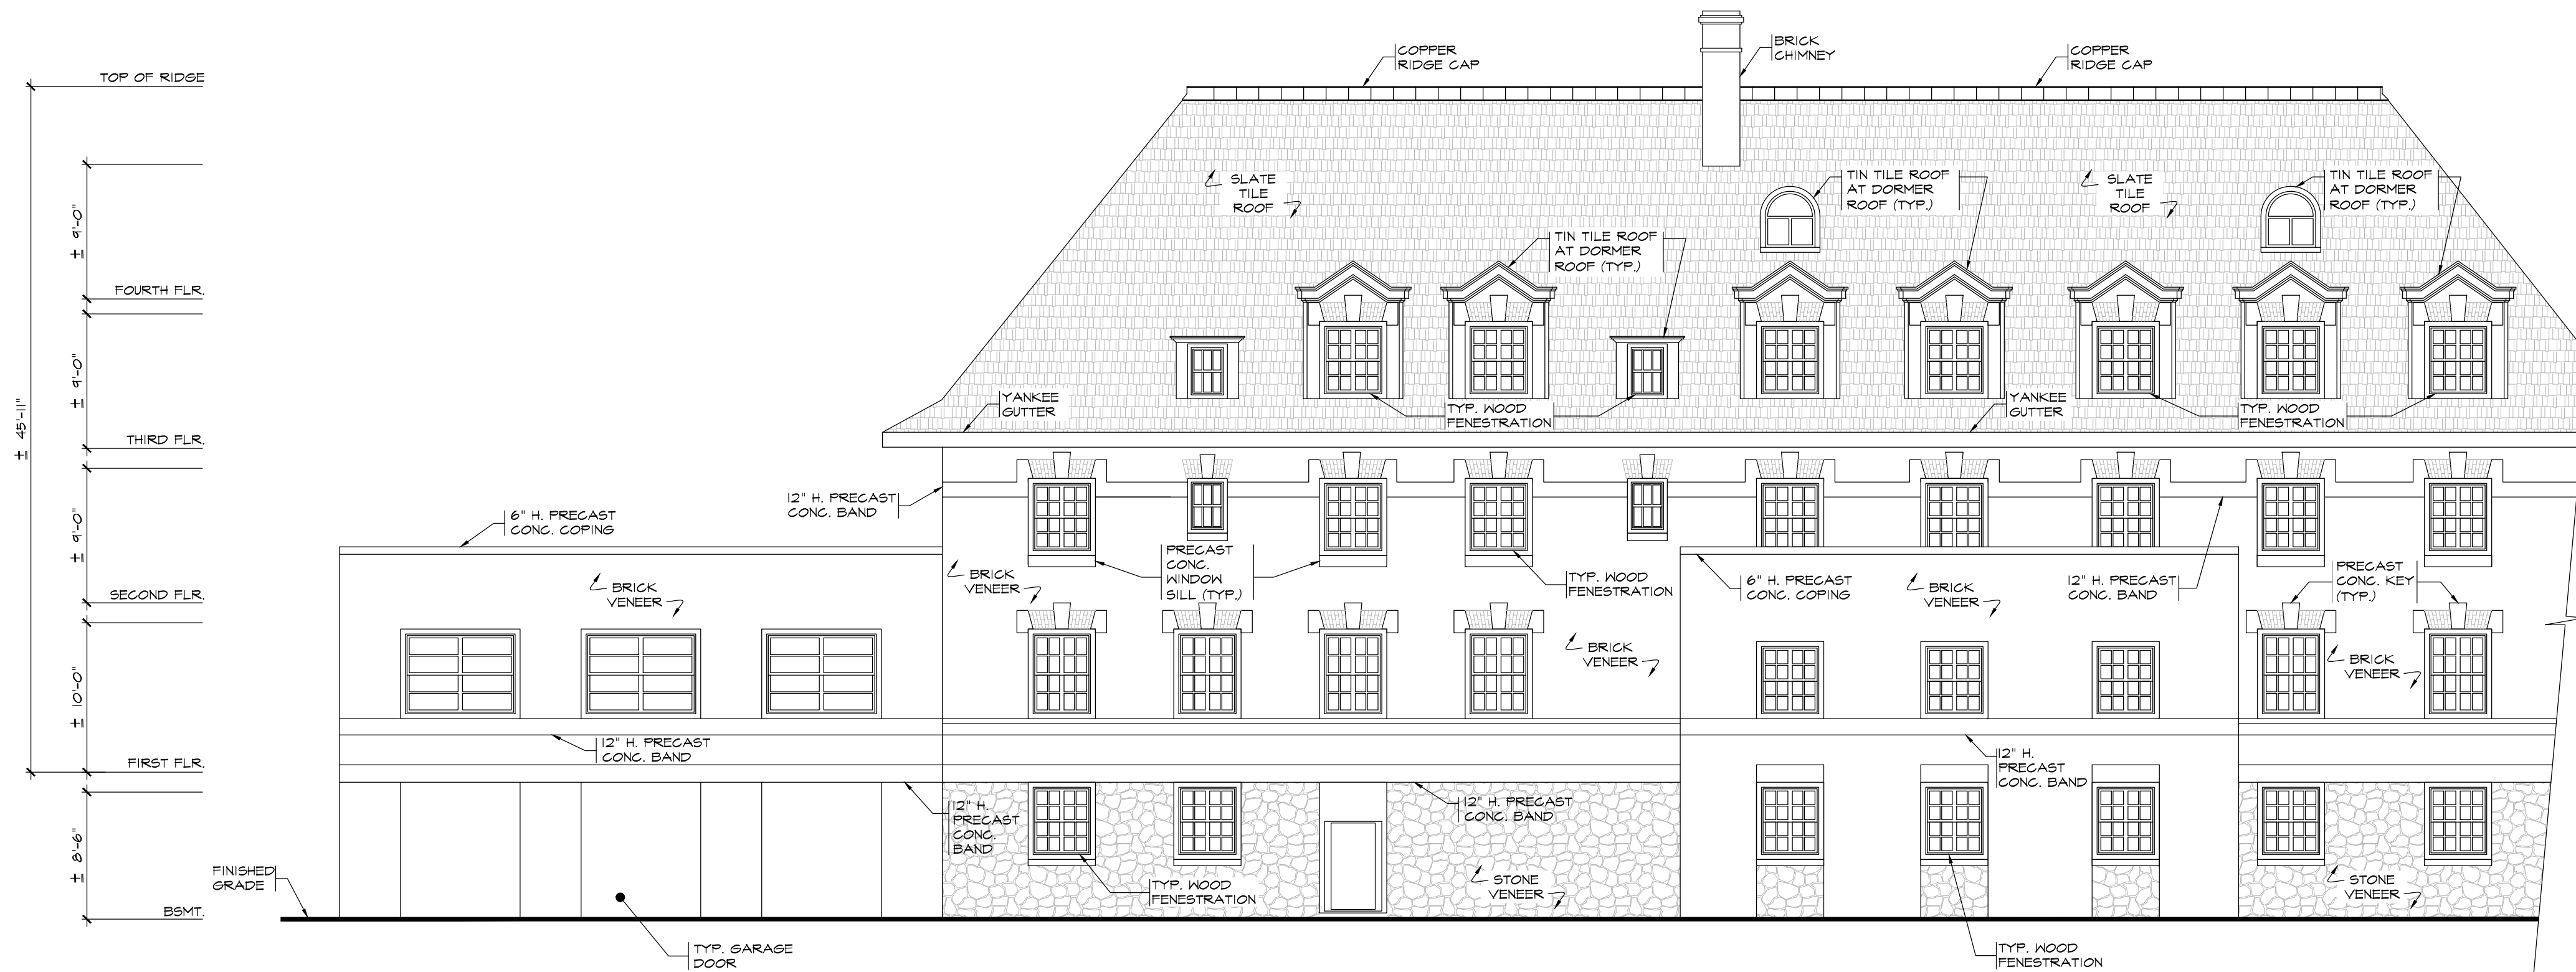 COPPER
RIDGE CAP
BRICK
CHIMNEY
COPPER
RIDGE CAP
TOP OF RIDGE
SLATE
TILE
ROOF
TIN TILE ROOF
AT DORMER
ROOF (TYP.)
SLATE
TILE
ROOF
TIN TILE ROOF
AT DORMER
ROOF (TYP.)
± 9'-0"
TIN TILE ROOF
AT DORMER
ROOF (TYP.)
FOURTH FLR.
± 9'-0"
YANKEE
GUTTER
TYP. WOOD
FENESTRATION
YANKEE
GUTTER
TYP. WOOD
FENESTRATION
± 45'-11"
THIRD FLR.
12" H. PRECAST
CONC. BAND
6" H. PRECAST
CONC. COPING
± 9'-0"
BRICK
VENEER
BRICK
VENEER
PRECAST
CONC.
WINDOW
SILL (TYP.)
TYP. WOOD
FENESTRATION
6" H. PRECAST
CONC. COPING
BRICK
VENEER
12" H. PRECAST
CONC. BAND
PRECAST
CONC. KEY
(TYP.)
SECOND FLR.
BRICK
VENEER
BRICK
VENEER
± 10'-0"
12" H. PRECAST
CONC. BAND
12" H.
PRECAST
CONC. BAND
FIRST FLR.
12" H.
PRECAST
CONC.
BAND
12" H. PRECAST
CONC. BAND
± 8'-6"
FINISHED
GRADE
TYP. WOOD
FENESTRATION
STONE
VENEER
STONE
VENEER
BSMT.
TYP. GARAGE
DOOR
TYP. WOOD
FENESTRATION